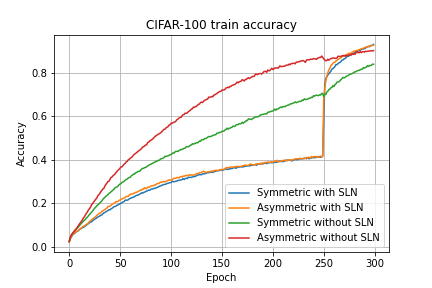 CIFAR-100 train accuracy
Accuracy
0.8
0.6
0.4
0.2
0.0
Symmetric with SLN
Asymmetric with SLN
Symmetric without SLN
Asymmetric without SLN
0 50 100 150 200 250 300
Epoch